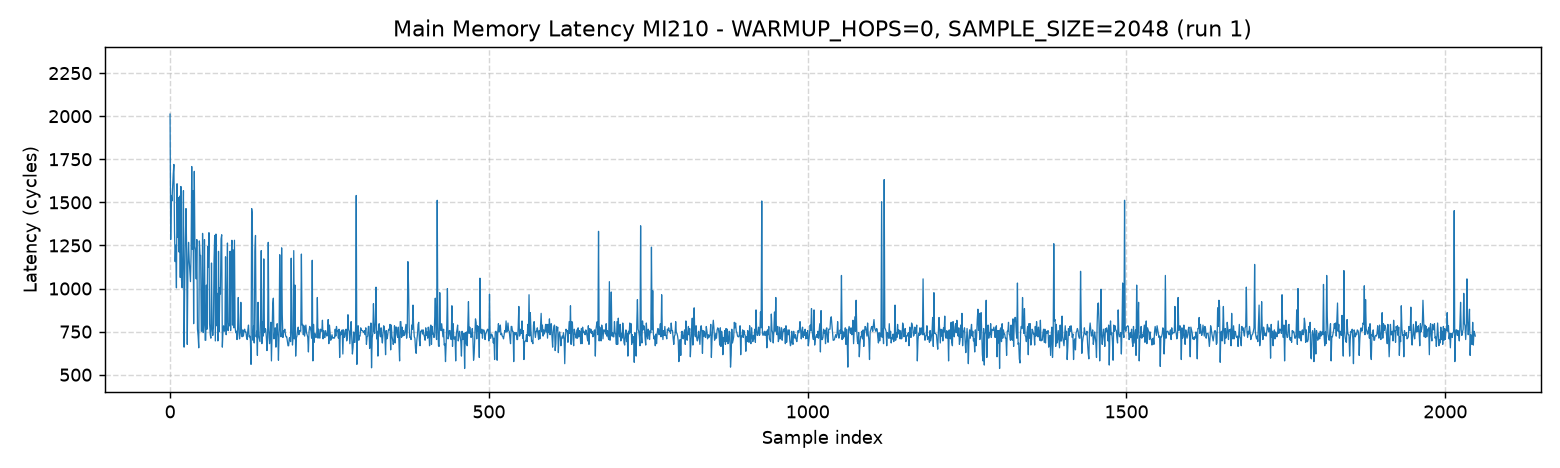 Main Memory Latency MI210 - WARMUP_HOPS=0, SAMPLE_SIZE=2048 (run 1)
Latency (cycles)
2250
2000
1750
1500
1250
1000
750
500
0 500 1000 1500 2000
Sample index